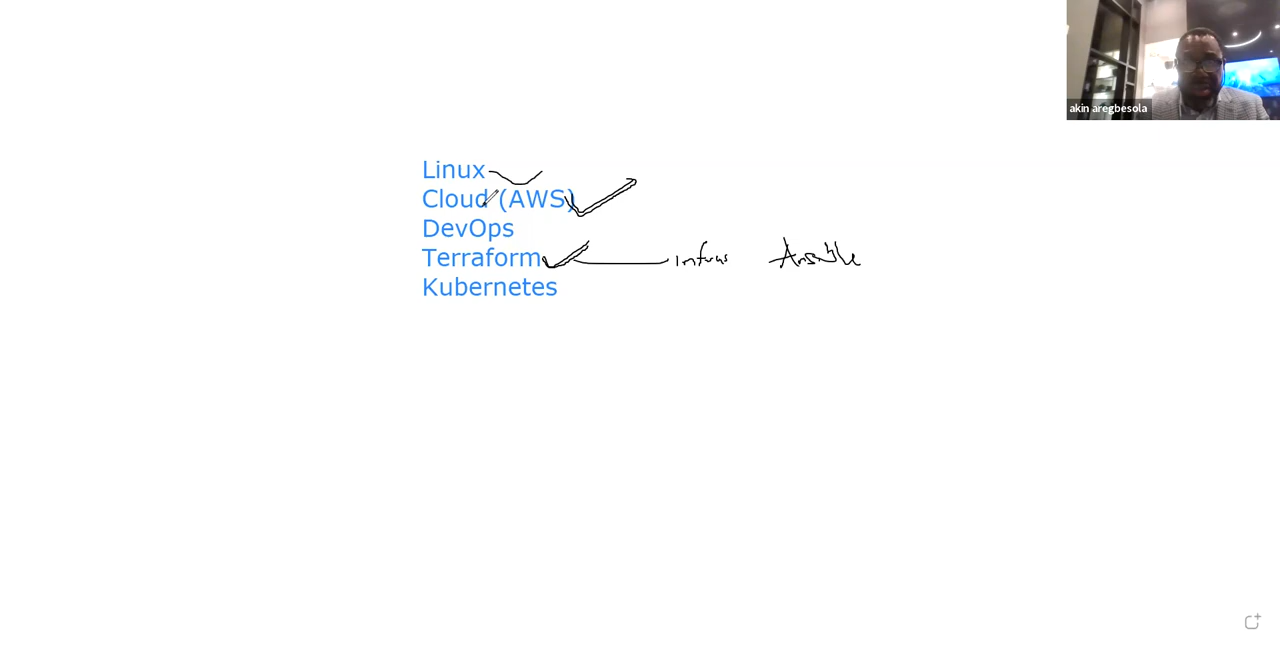 akin aregbesola
Linux
Cloud (AWS)
DevOps
Terraform Infras Ansible
Kubernetes